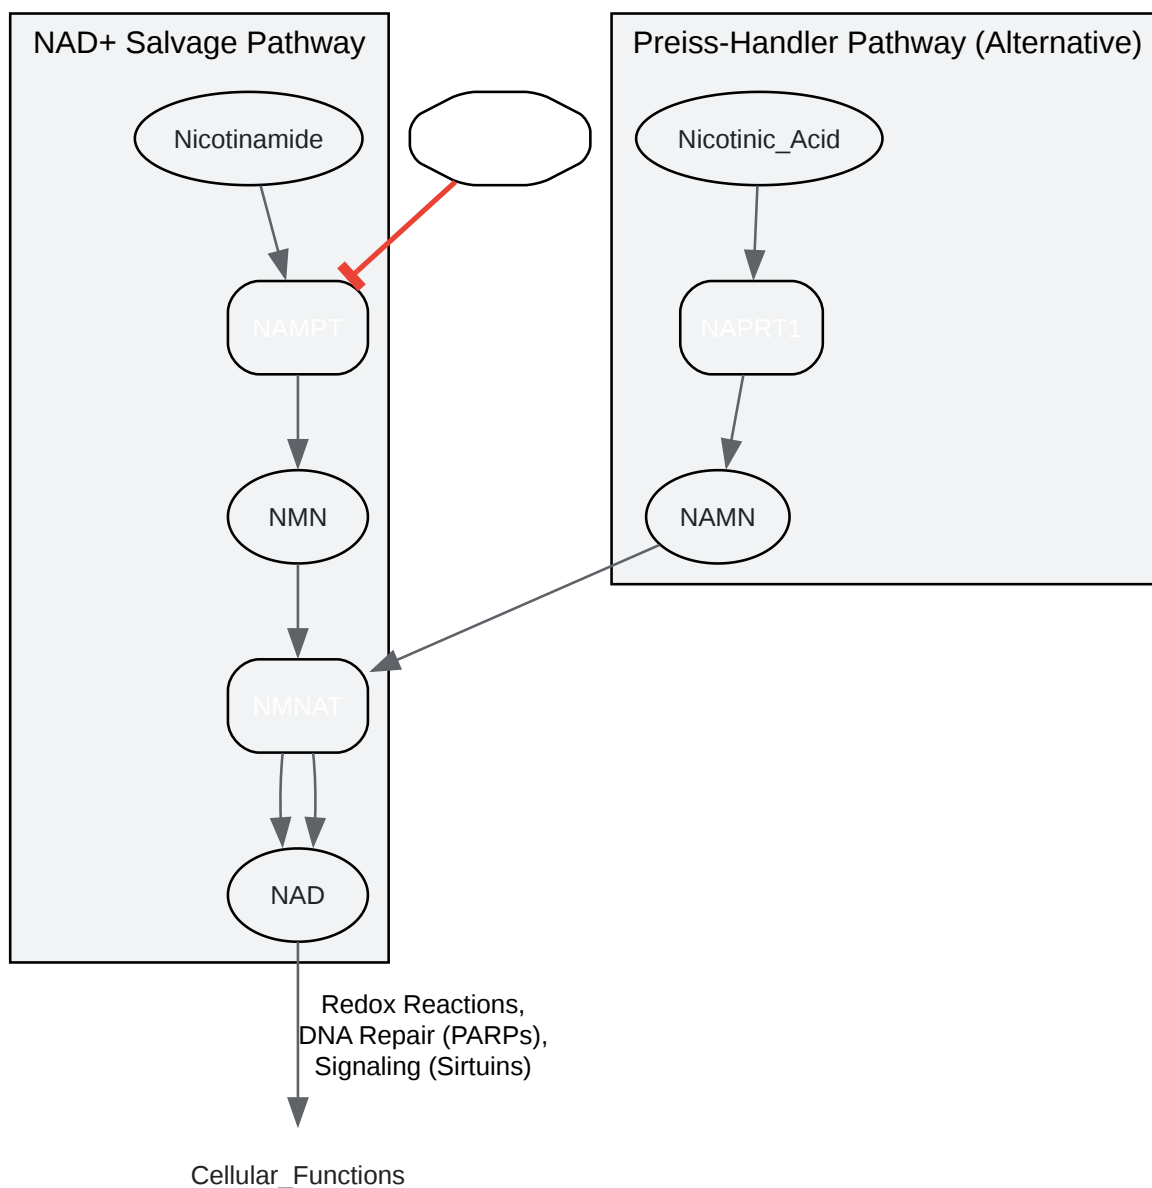 NAD+ Salvage Pathway
Preiss-Handler Pathway (Alternative)
Nicotinamide
Nicotinic_Acid
NAMPT
NAPRT1
NMN
NAMN
NMNAT
NAD
Redox Reactions,
DNA Repair (PARPs),
Signaling (Sirtuins)
Cellular_Functions